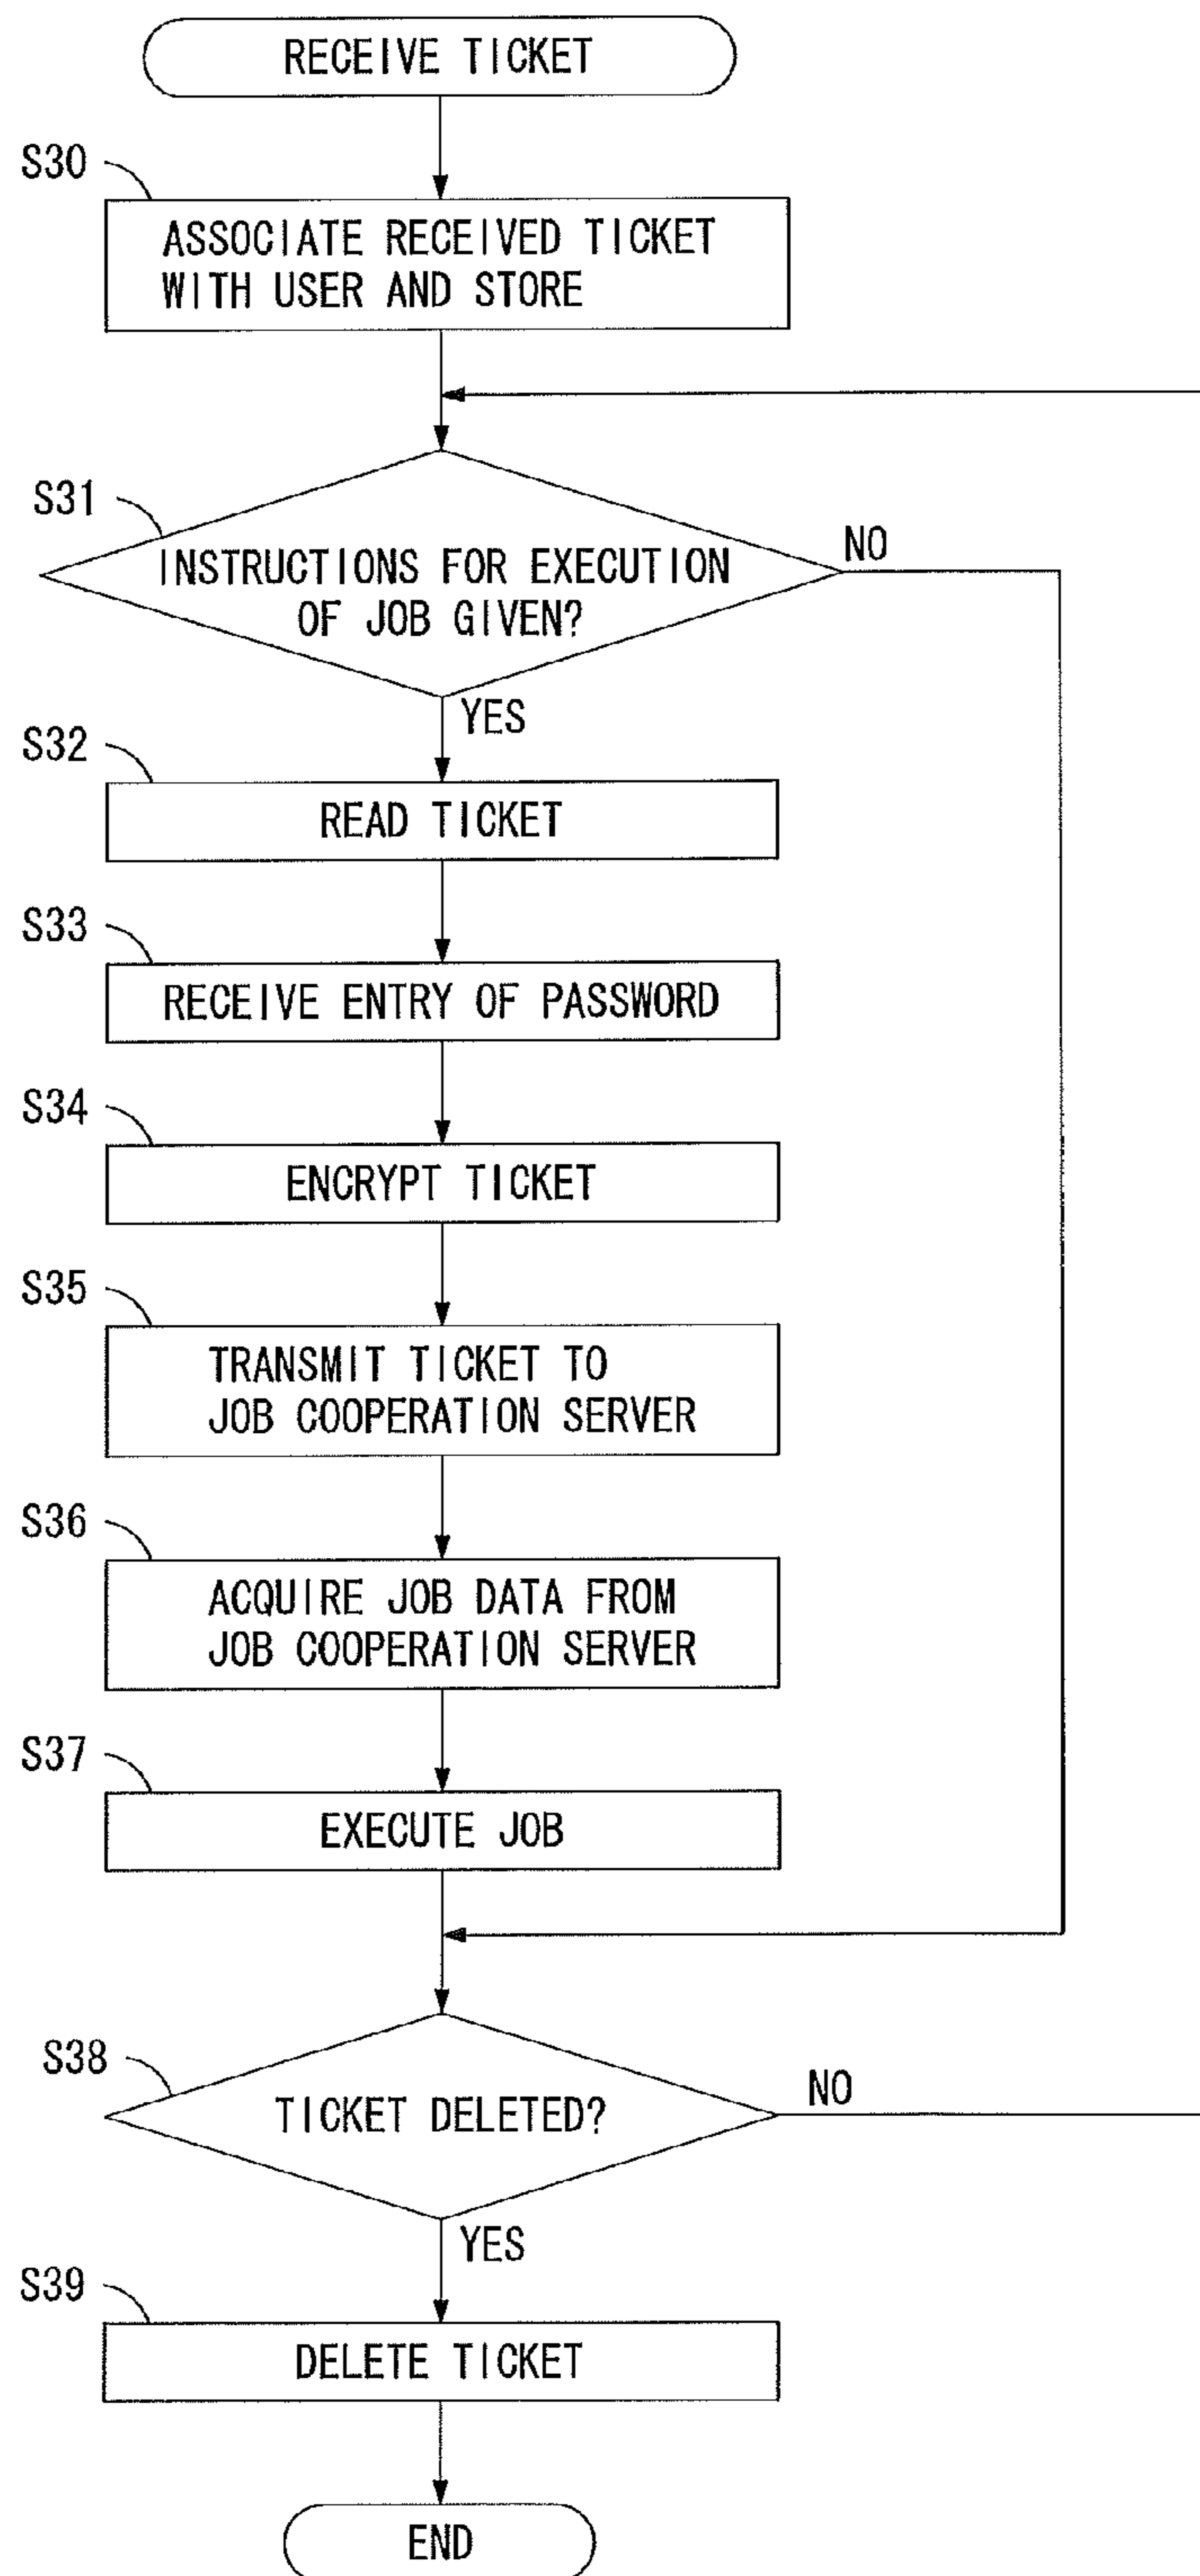 RECEIVE TICKET
S30
ASSOCIATE RECEIVED TICKET
WITH USER AND STORE
S31
INSTRUCTIONS FOR EXECUTION
OF JOB GIVEN?
NO
YES
S32
READ TICKET
S33
RECEIVE ENTRY OF PASSWORD
S34
ENCRYPT TICKET
S35
TRANSMIT TICKET TO
JOB COOPERATION SERVER
S36
ACQUIRE JOB DATA FROM
JOB COOPERATION SERVER
S37
EXECUTE JOB
S38
TICKET DELETED?
NO
YES
S39
DELETE TICKET
END